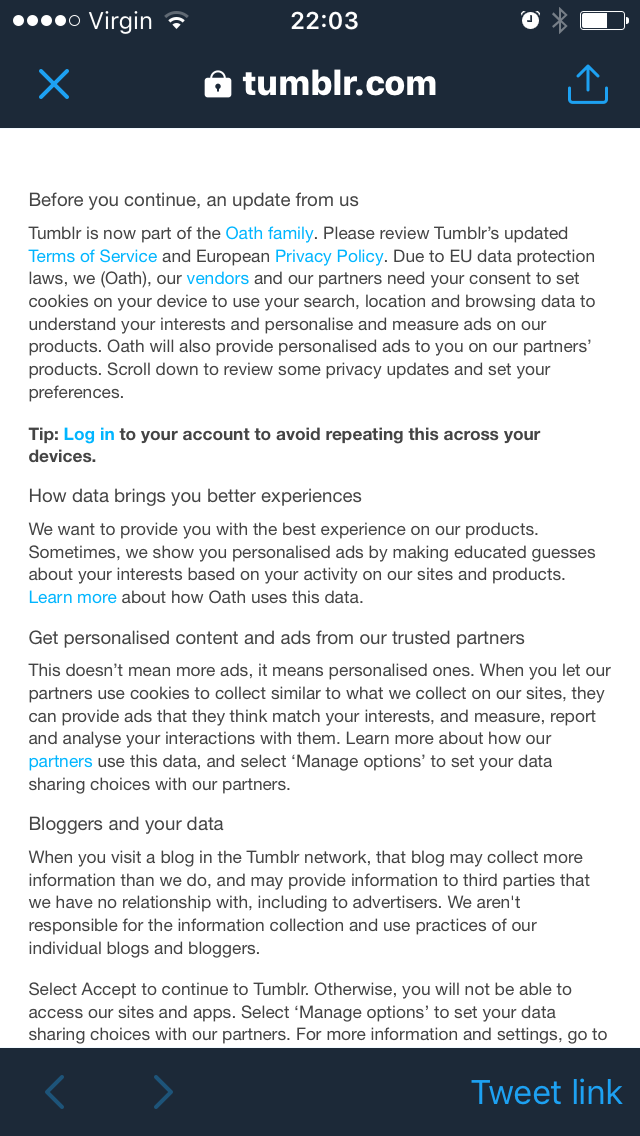 Virgin 22:03
tumblr.com
Before you continue, an update from us
Tumblr is now part of the Oath family. Please review Tumblr’s updated
Terms of Service and European Privacy Policy. Due to EU data protection
laws, we (Oath), our vendors and our partners need your consent to set
cookies on your device to use your search, location and browsing data to
understand your interests and personalise and measure ads on our
products. Oath will also provide personalised ads to you on our partners’
products. Scroll down to review some privacy updates and set your
preferences.
Tip: Log in to your account to avoid repeating this across your
devices.
How data brings you better experiences
We want to provide you with the best experience on our products.
Sometimes, we show you personalised ads by making educated guesses
about your interests based on your activity on our sites and products.
Learn more about how Oath uses this data.
Get personalised content and ads from our trusted partners
This doesn’t mean more ads, it means personalised ones. When you let our
partners use cookies to collect similar to what we collect on our sites, they
can provide ads that they think match your interests, and measure, report
and analyse your interactions with them. Learn more about how our
partners use this data, and select ‘Manage options’ to set your data
sharing choices with our partners.
Bloggers and your data
When you visit a blog in the Tumblr network, that blog may collect more
information than we do, and may provide information to third parties that
we have no relationship with, including to advertisers. We aren't
responsible for the information collection and use practices of our
individual blogs and bloggers.
Select Accept to continue to Tumblr. Otherwise, you will not be able to
access our sites and apps. Select ‘Manage options’ to set your data
sharing choices with our partners. For more information and settings, go to
Tweet link